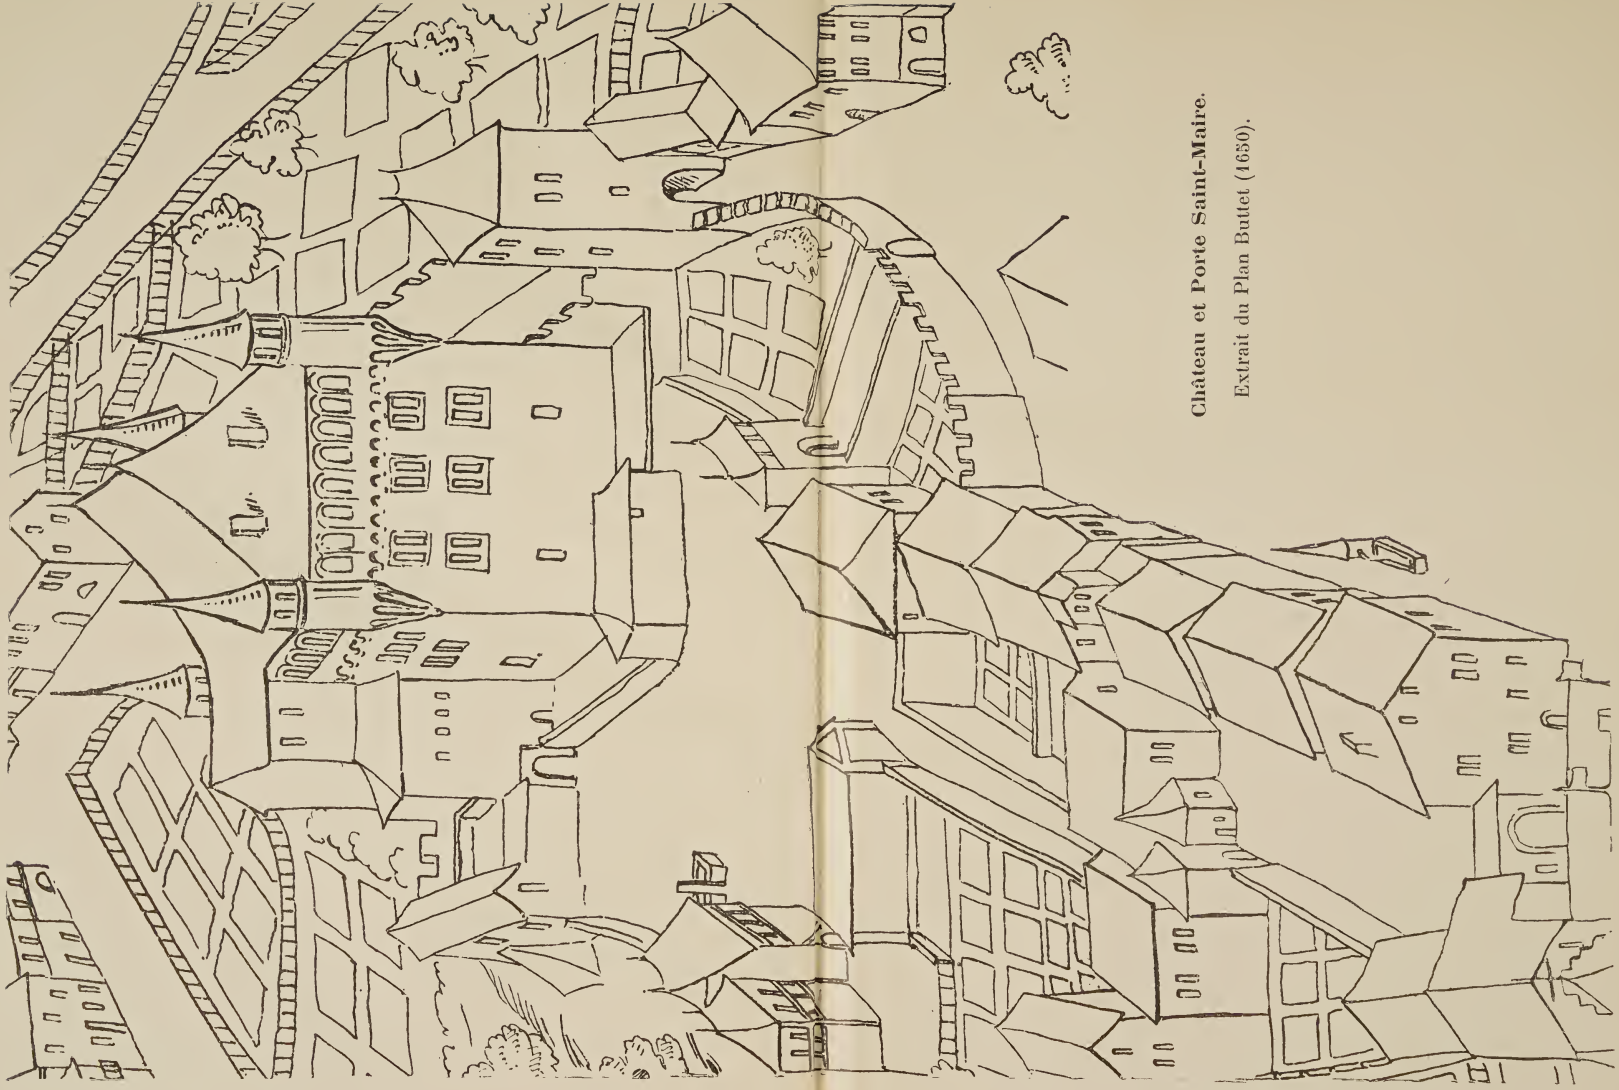 Château et Porte Saint-Maire.
Extrait du Plan Buttet (1650).